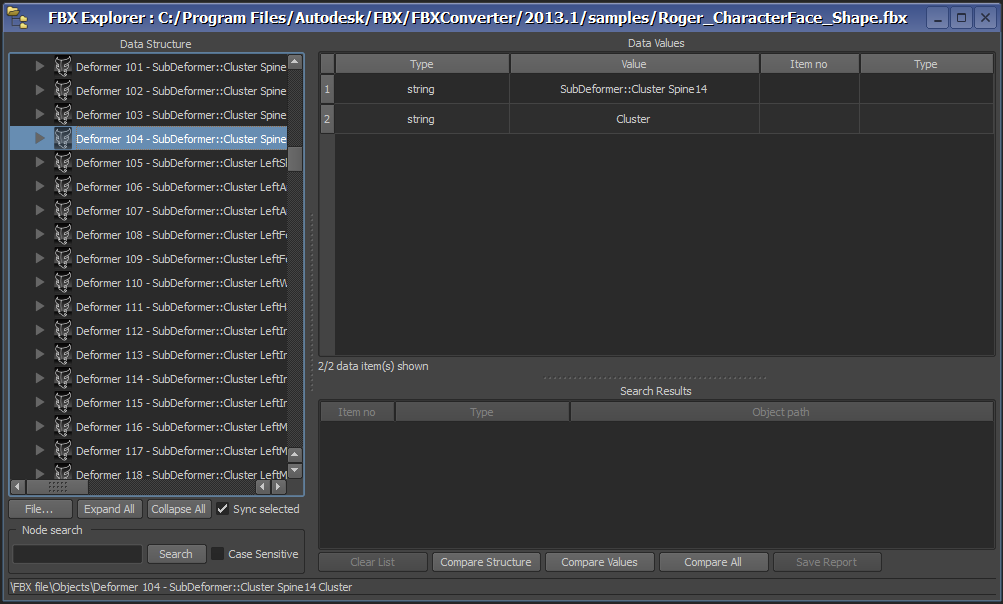 FBX Explorer : C:/Program Files/Autodesk/FBX/FBXConverter/2013.1/samples/Roger_CharacterFace_Shape.fbx
Data Structure
Deformer 101 - SubDeformer::Cluster Spine
Deformer 102 - SubDeformer::Cluster Spine
Deformer 103 - SubDeformer::Cluster Spine
Deformer 104 - SubDeformer::Cluster Spine
Deformer 105 - SubDeformer::Cluster LeftSl
Deformer 106 - SubDeformer::Cluster LeftA
Deformer 107 - SubDeformer::Cluster LeftA
Deformer 108 - SubDeformer::Cluster LeftF
Deformer 109 - SubDeformer::Cluster LeftF
Deformer 110 - SubDeformer::Cluster LeftW
Deformer 111 - SubDeformer::Cluster LeftH
Deformer 112 - SubDeformer::Cluster LeftIr
Deformer 113 - SubDeformer::Cluster LeftIr
Deformer 114 - SubDeformer::Cluster LeftIr
Deformer 115 - SubDeformer::Cluster LeftIr
Deformer 116 - SubDeformer::Cluster LeftM
Deformer 117 - SubDeformer::Cluster LeftM
Deformer 118 - SubDeformer::Cluster LeftM
File... Expand All Collapse All Sync selected
Node search
Search Case Sensitive
Data Values
Type Value Item no Type
1 string SubDeformer::Cluster Spine14
2 string Cluster
2/2 data item(s) shown
Search Results
Item no Type Object path
Clear List Compare Structure Compare Values Compare All Save Report
\FBX file\Objects\Deformer 104 - SubDeformer::Cluster Spine14 Cluster